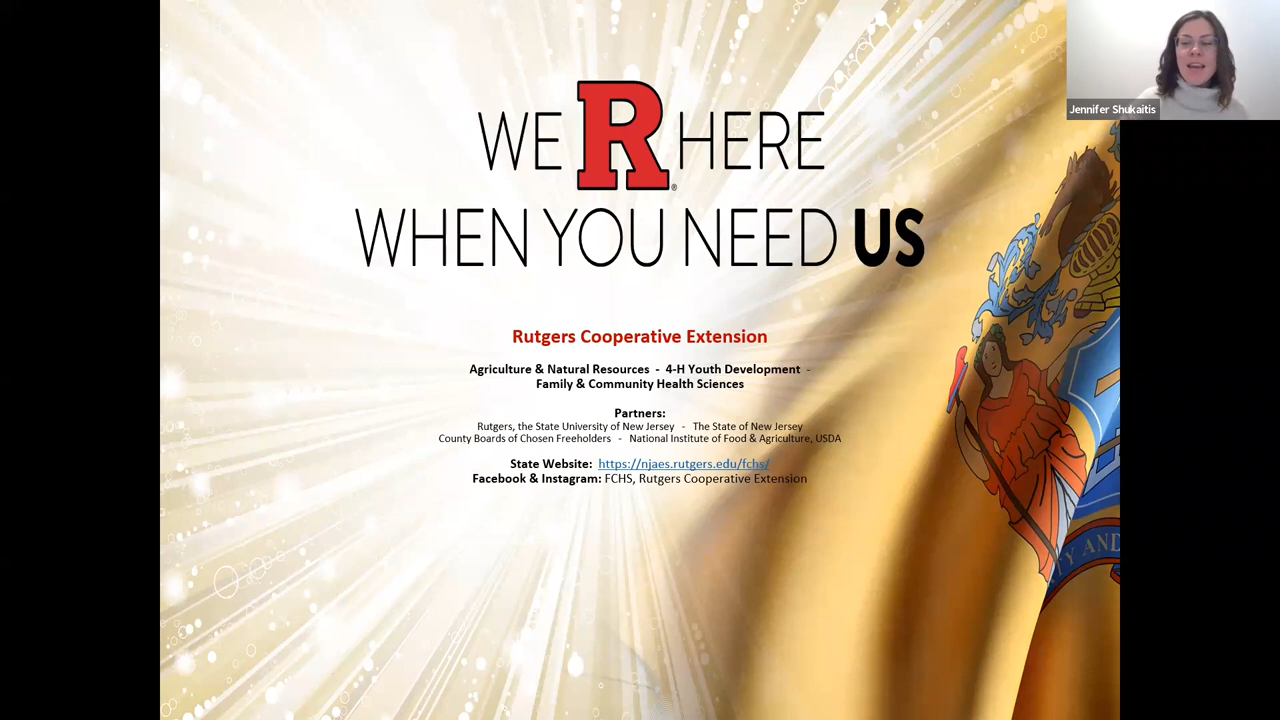 WE R® HERE
WHEN YOU NEED US
Rutgers Cooperative Extension
Agriculture & Natural Resources - 4-H Youth Development -
Family & Community Health Sciences
Partners:
Rutgers, the State University of New Jersey - The State of New Jersey
County Boards of Chosen Freeholders - National Institute of Food & Agriculture, USDA
State Website: https://njaes.rutgers.edu/fchs/
Facebook & Instagram: FCHS, Rutgers Cooperative Extension
Jennifer Shukaitis
Y AND